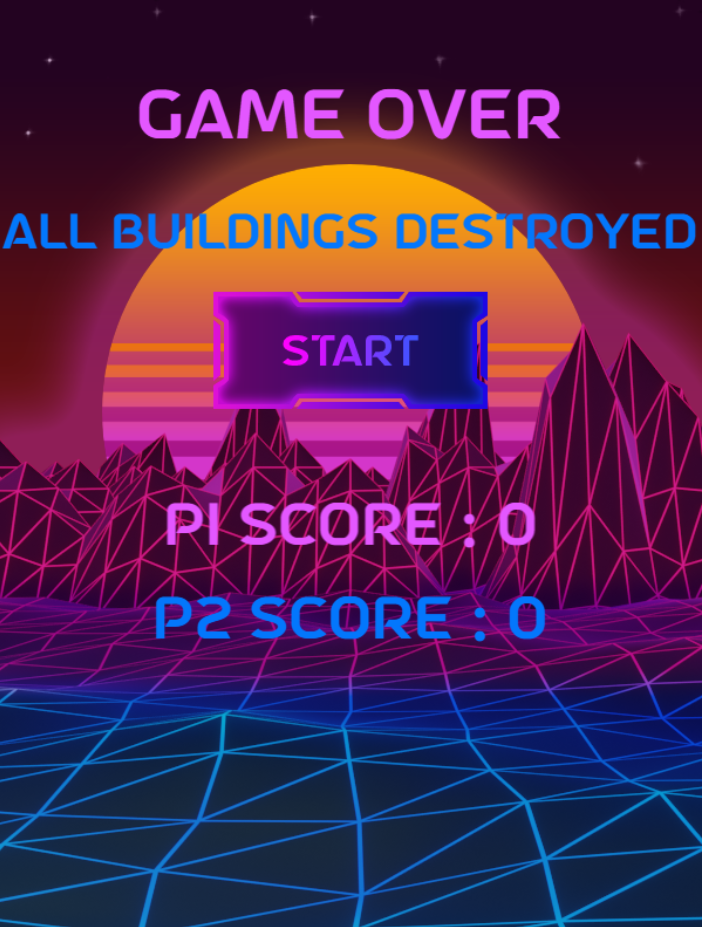 GAME OVER
ALL BUILDINGS DESTROYED
START
P1 SCORE : 0
P2 SCORE : 0